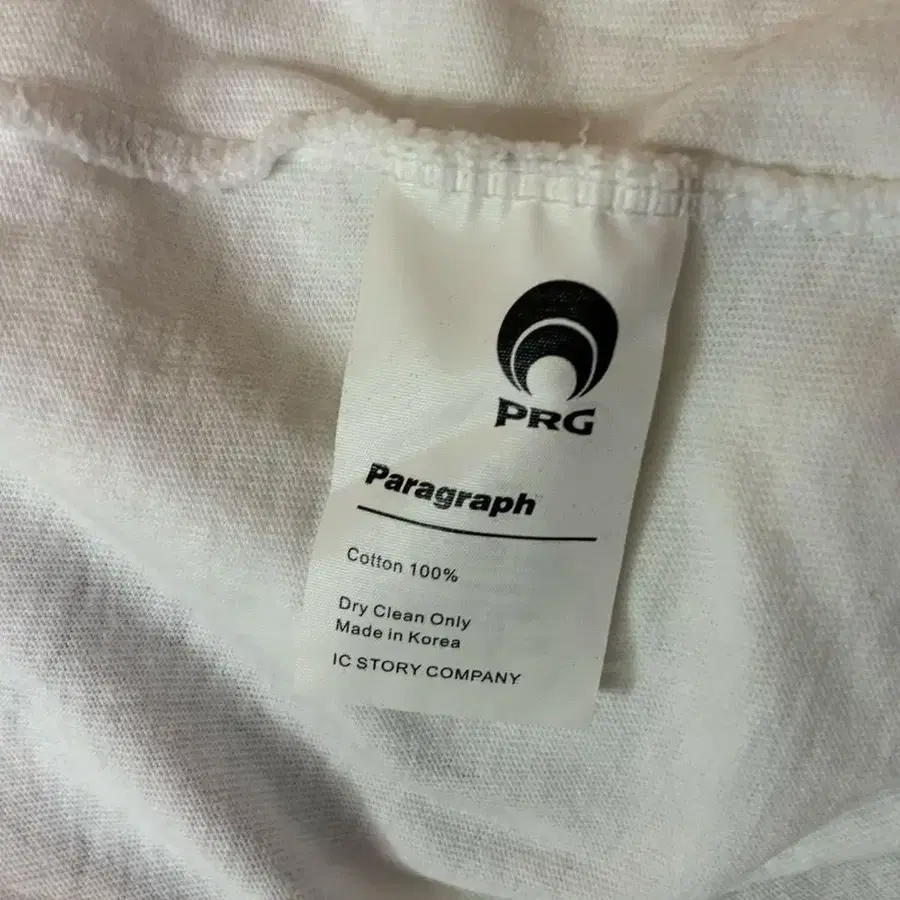 PRG
Paragraph
Cotton 100%
Dry Clean Only
Made in Korea
IC STORY COMPANY